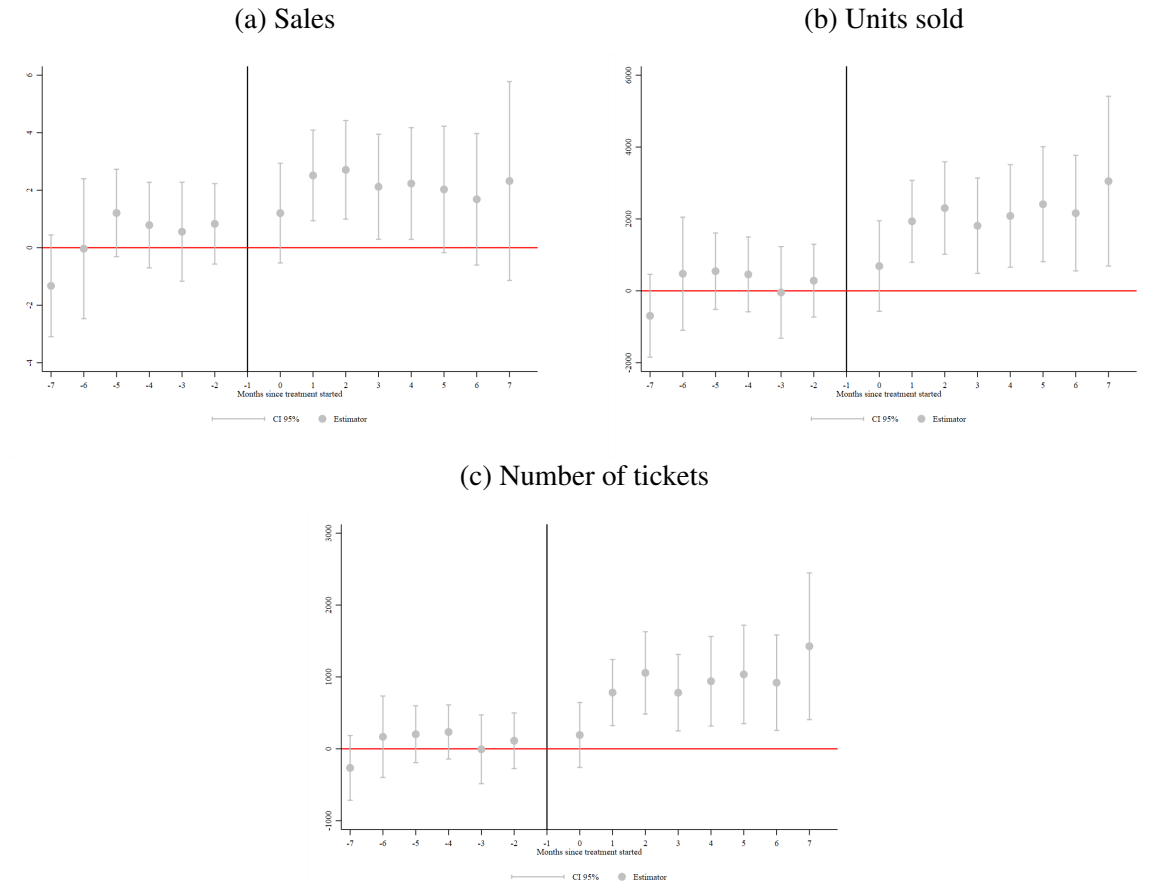 (a) Sales
6
4
2
0
-2
-4
-7 -6 -5 -4 -3 -2 -1 0 1 2 3 4 5 6 7
Months since treatment started
CI 95% Estimator
(b) Units sold
6000
4000
2000
0
-2000
-7 -6 -5 -4 -3 -2 -1 0 1 2 3 4 5 6 7
Months since treatment started
CI 95% Estimator
(c) Number of tickets
3000
2000
1000
0
-1000
-7 -6 -5 -4 -3 -2 -1 0 1 2 3 4 5 6 7
Months since treatment started
CI 95% Estimator